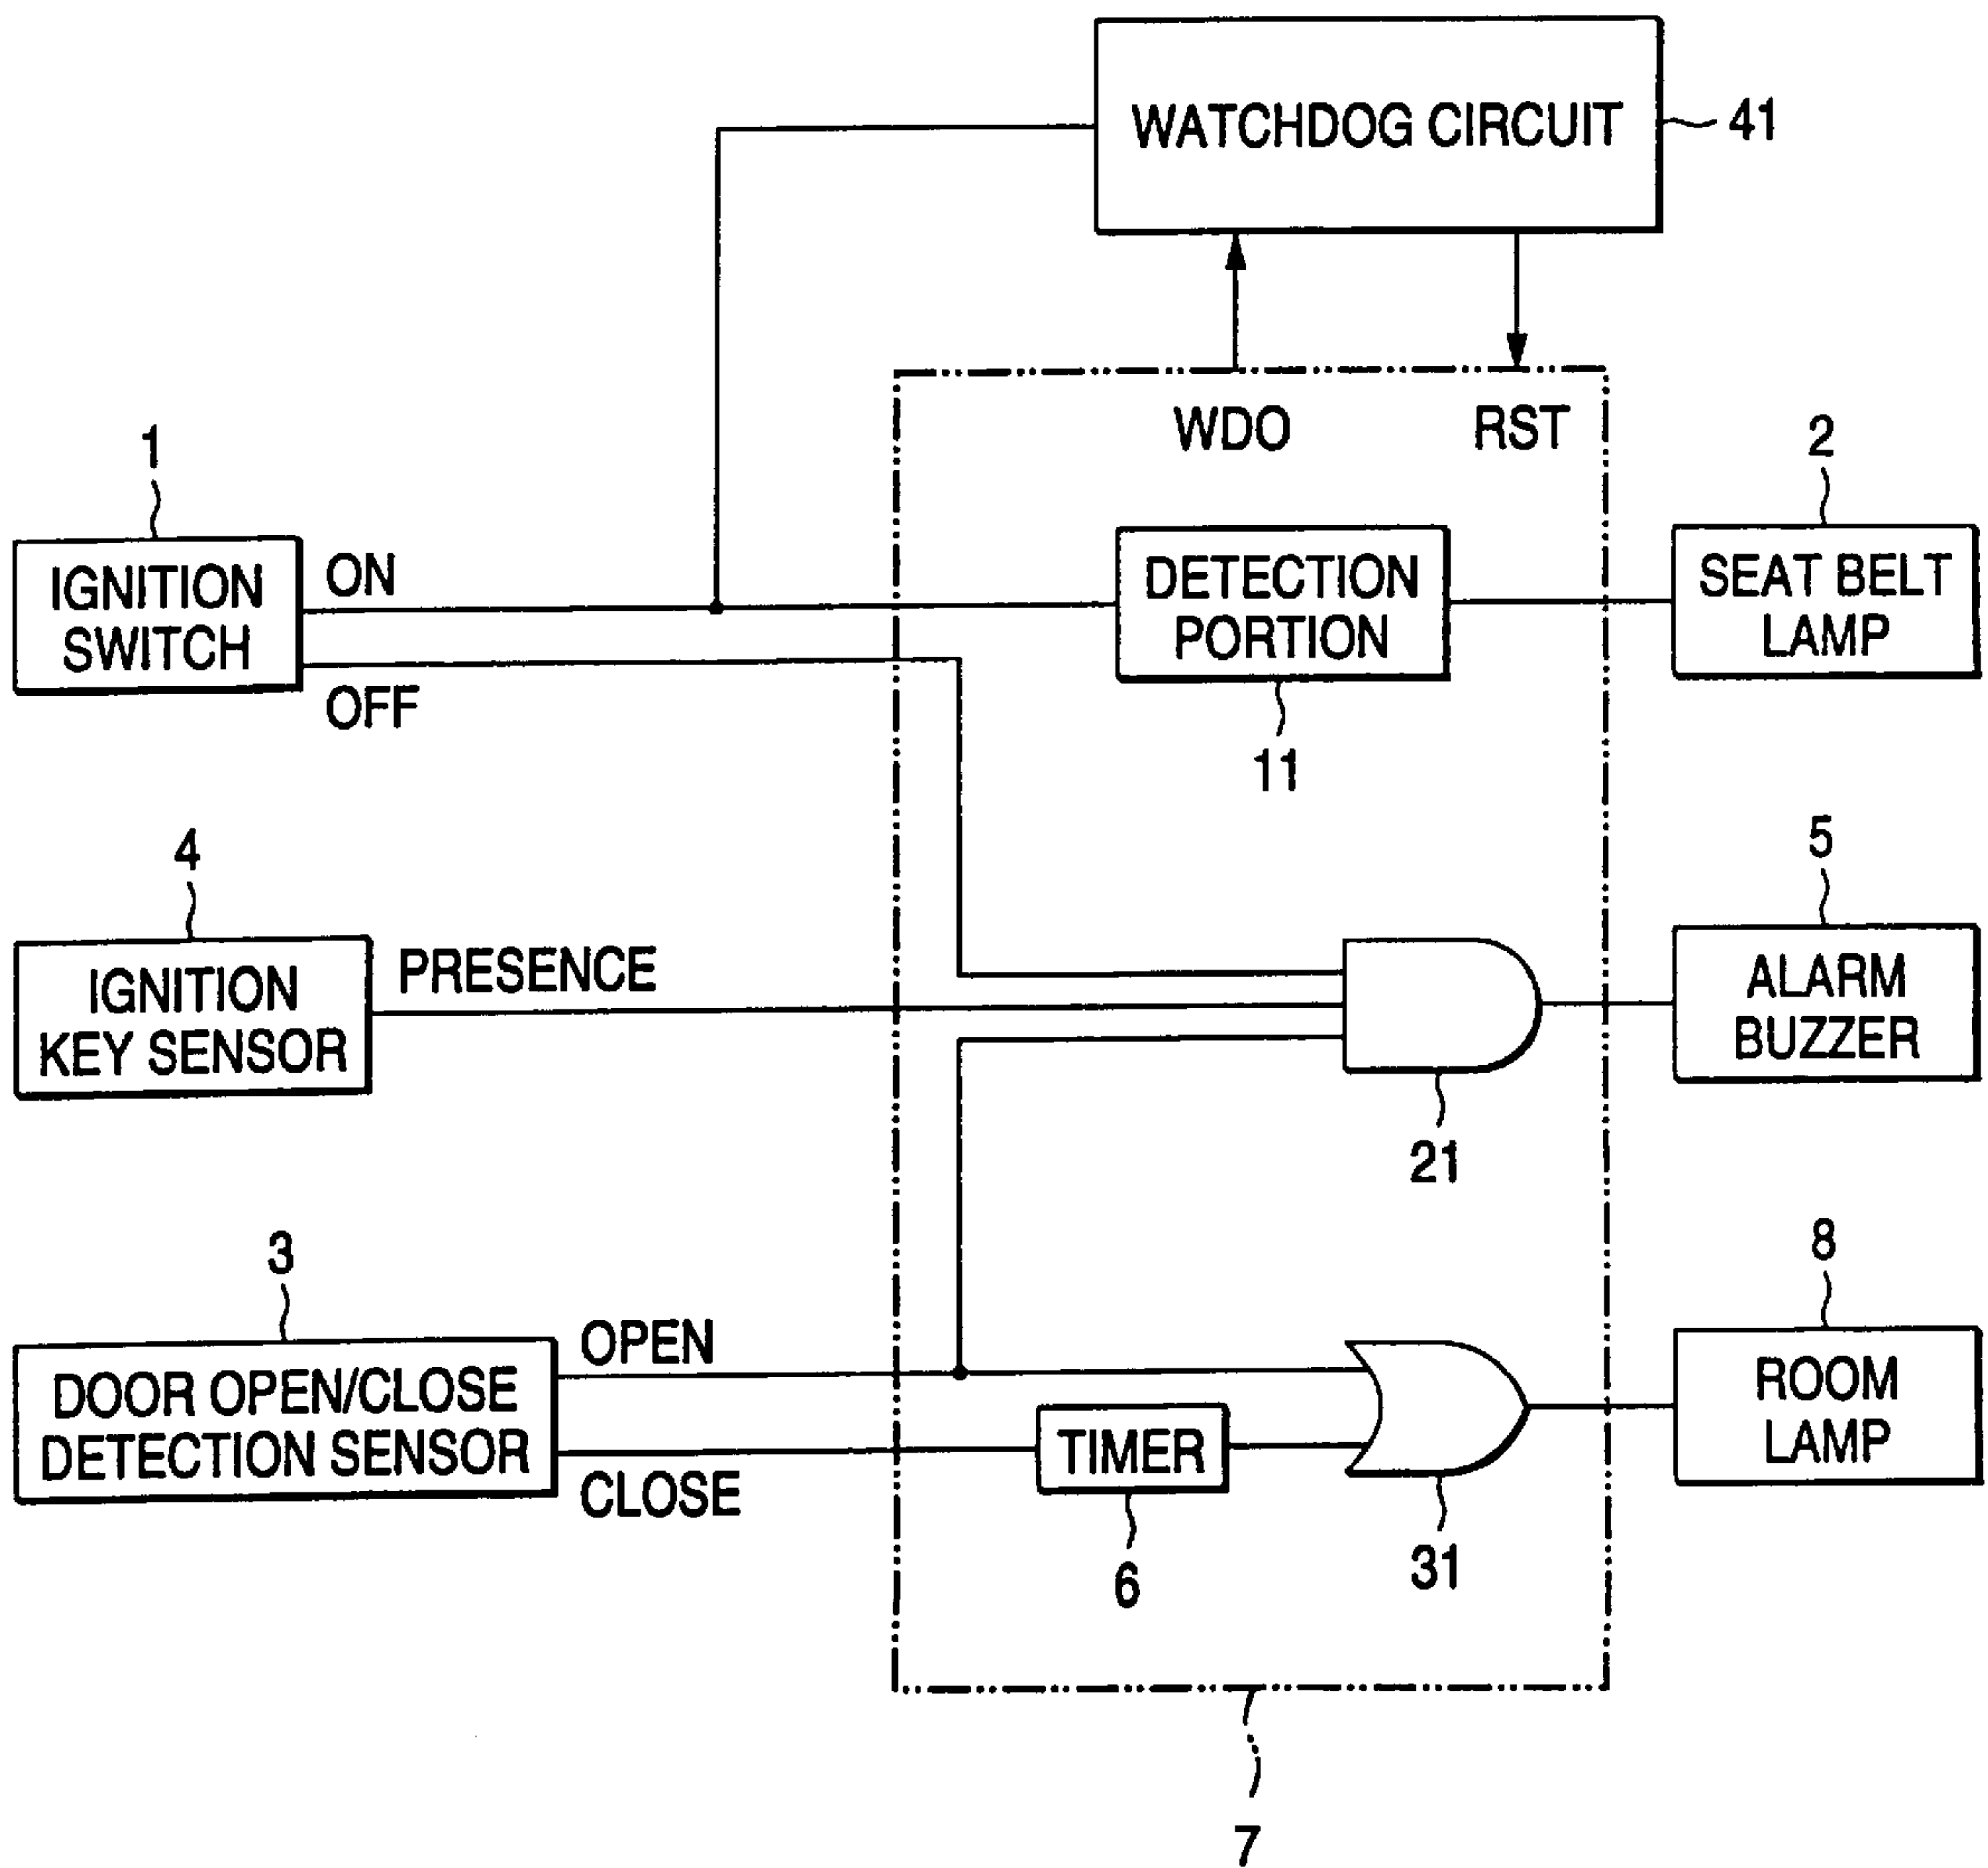 WATCHDOG CIRCUIT
41
WDO
RST
1
2
IGNITION
SWITCH
ON
OFF
DETECTION
PORTION
11
SEAT BELT
LAMP
4
5
IGNITION
KEY SENSOR
PRESENCE
21
ALARM
BUZZER
3
8
DOOR OPEN/CLOSE
DETECTION SENSOR
OPEN
CLOSE
TIMER
6
31
ROOM
LAMP
7